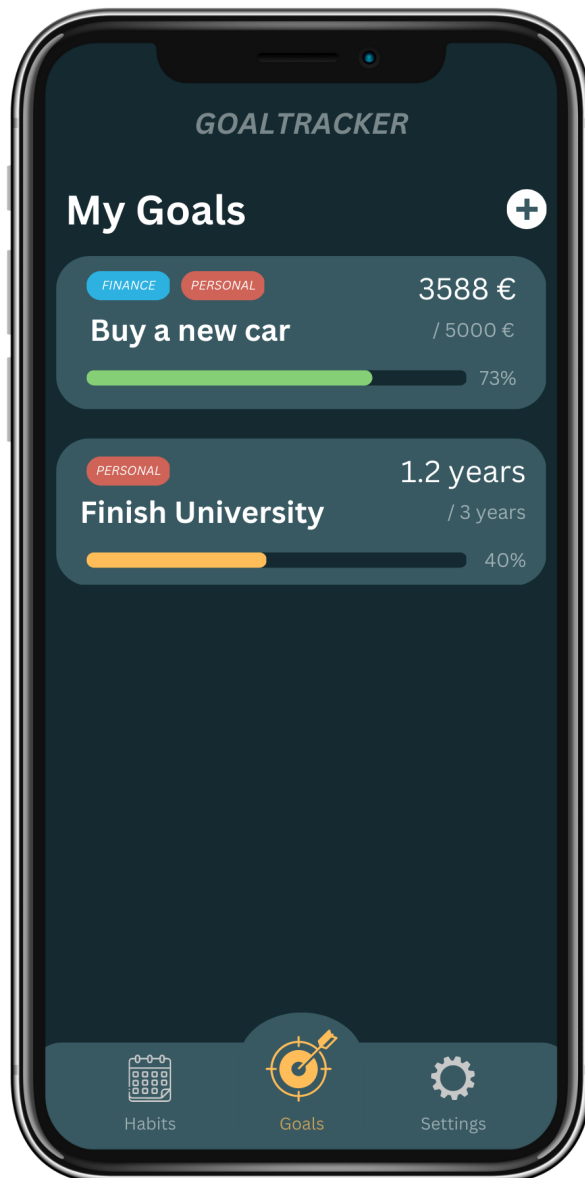 GOALTRACKER
My Goals
FINANCE PERSONAL
3588 €
Buy a new car
/ 5000 €
73%
PERSONAL
1.2 years
Finish University
/ 3 years
40%
Habits Goals Settings